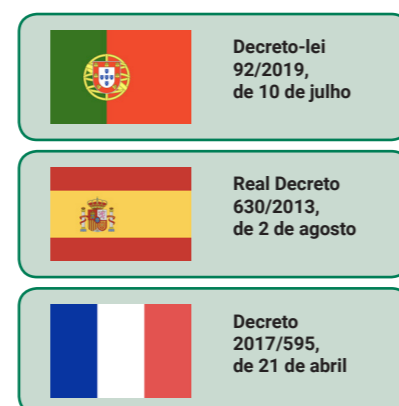 Decreto-lei
92/2019,
de 10 de julho
Real Decreto
630/2013,
de 2 de agosto
Decreto
2017/595,
de 21 de abril